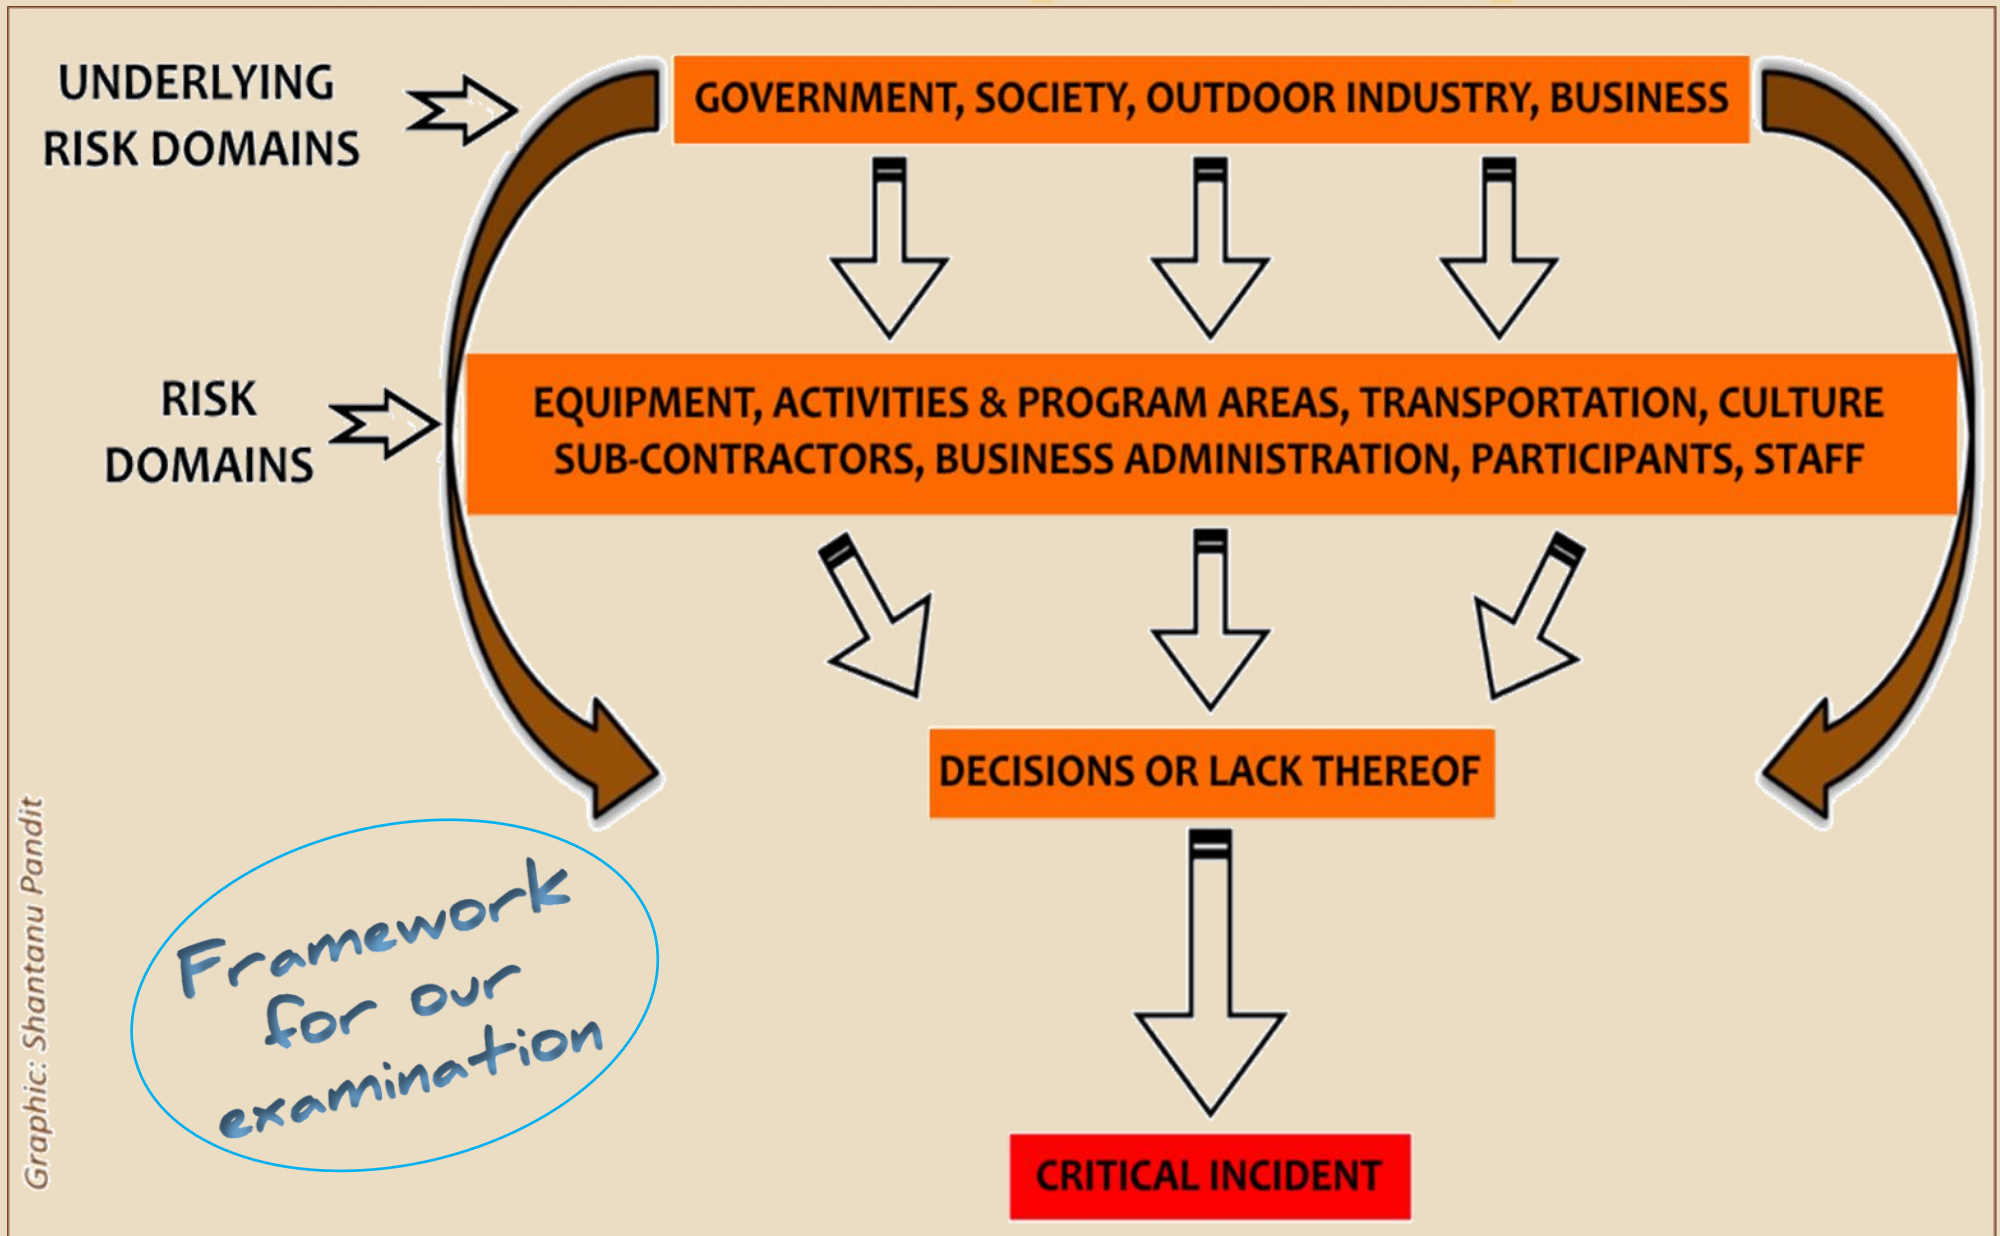 UNDERLYING
RISK DOMAINS
GOVERNMENT, SOCIETY, OUTDOOR INDUSTRY, BUSINESS
RISK
DOMAINS
EQUIPMENT, ACTIVITIES & PROGRAM AREAS, TRANSPORTATION, CULTURE
SUB-CONTRACTORS, BUSINESS ADMINISTRATION, PARTICIPANTS, STAFF
DECISIONS OR LACK THEREOF
Framework
for our
examination
CRITICAL INCIDENT
Graphic: Shantanu Pandit